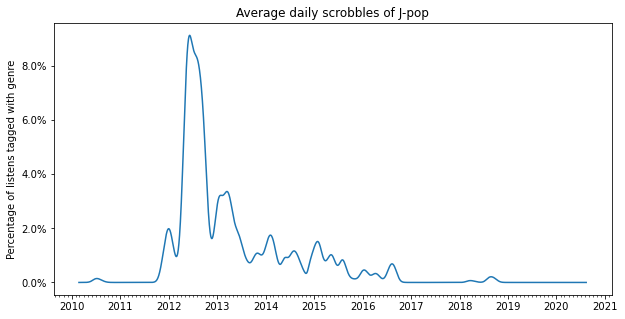 Average daily scrobbles of J-pop
Percentage of listens tagged with genre
8.0%
6.0%
4.0%
2.0%
0.0%
2010 2011 2012 2013 2014 2015 2016 2017 2018 2019 2020 2021